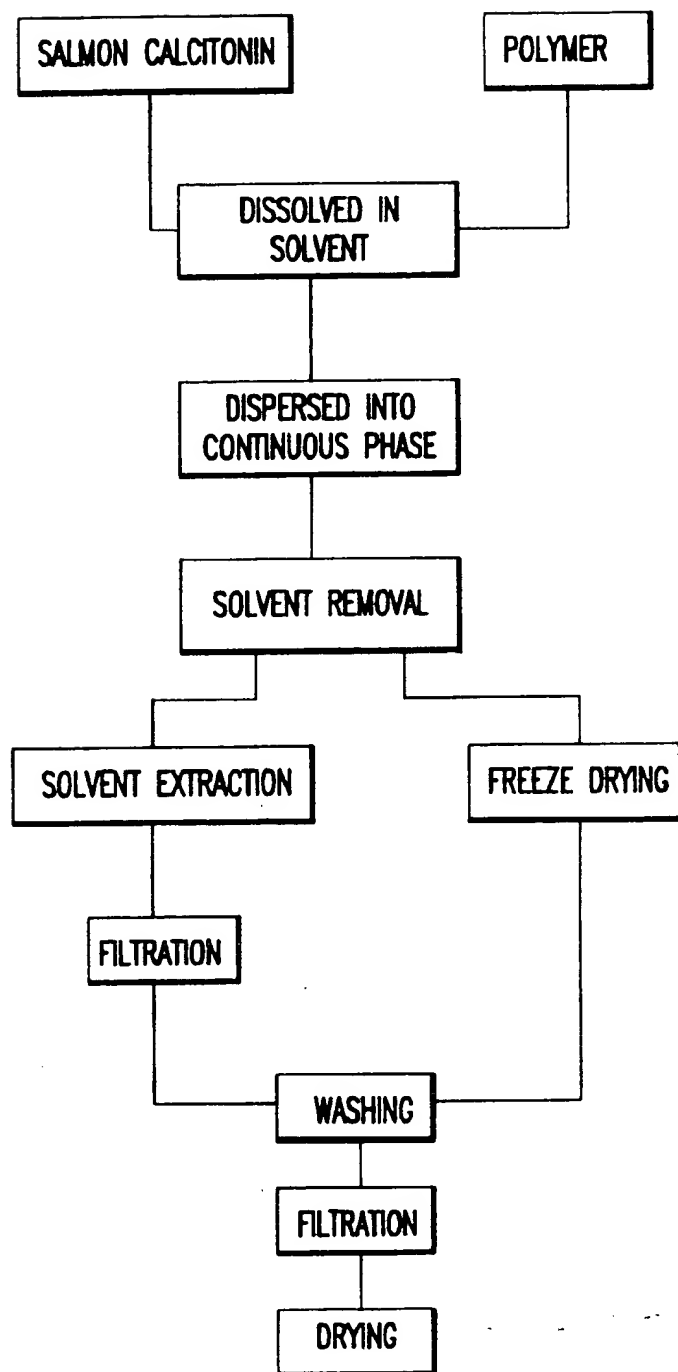 SALMON CALCITONIN
POLYMER
DISSOLVED IN
SOLVENT
DISPERSED INTO
CONTINUOUS PHASE
SOLVENT REMOVAL
SOLVENT EXTRACTION
FREEZE DRYING
FILTRATION
WASHING
FILTRATION
DRYING